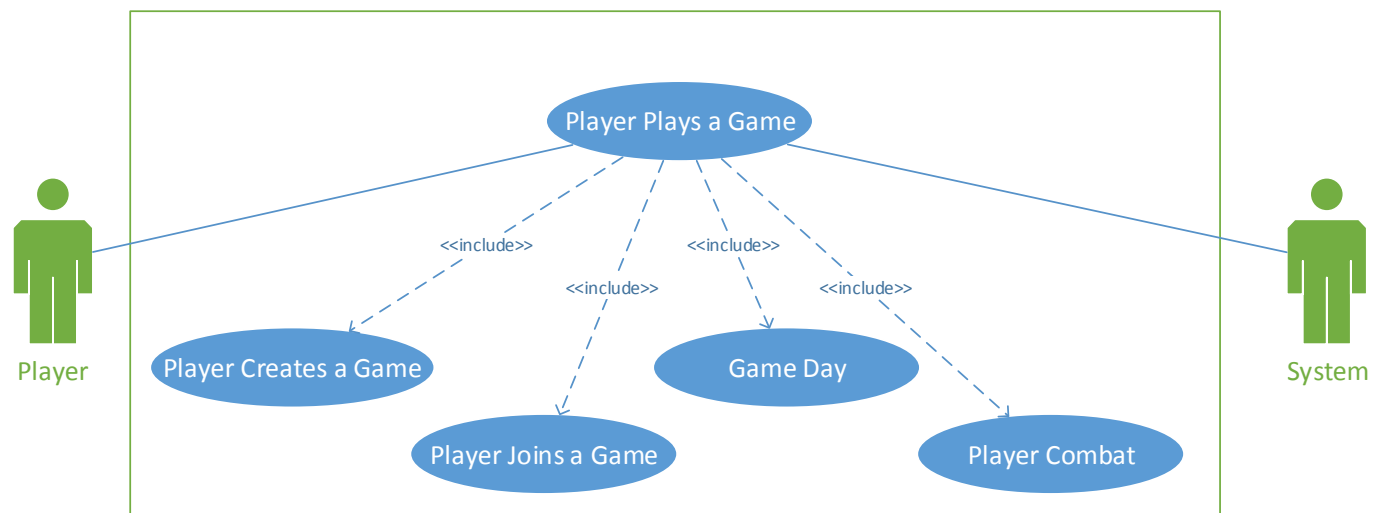 Player Plays a Game
<<include>>
<<include>>
<<include>>
<<include>>
Player Creates a Game
Game Day
Player
System
Player Joins a Game
Player Combat